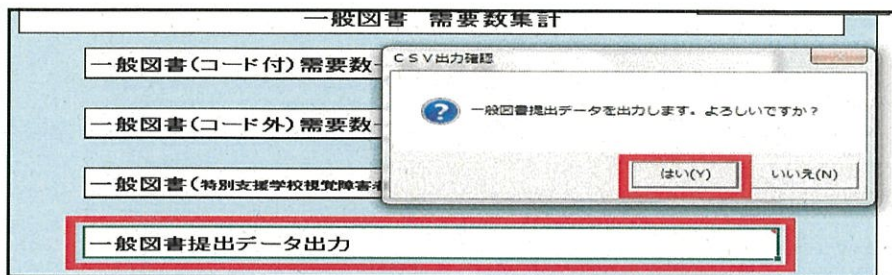 一般図書 需要数集計
一般図書(コード付)需要数
CSV出力確認
一般図書提出データを出力します。よろしいですか?
一般図書(コード外)需要数
はい(Y)
いいえ(N)
一般図書(特別支援学校視覚障害者
一般図書提出データ出力